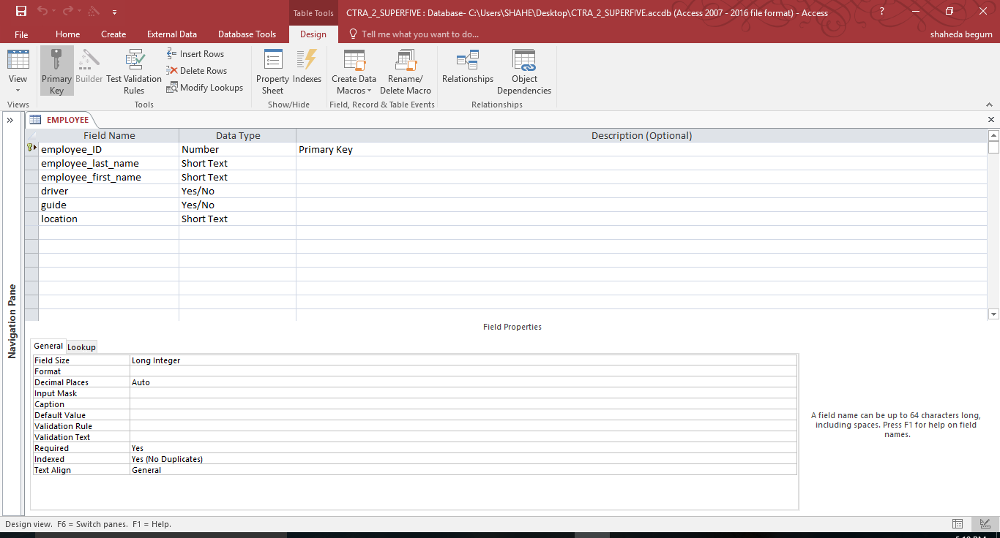 Table Tools
CTRA_2_SUPERFIVE : Database- C:\Users\SHAHE\Desktop\CTRA_2_SUPERFIVE.accdb (Access 2007 - 2016 file format) - Access
?
File Home Create External Data Database Tools Design Tell me what you want to do... shaheda begum
View
Views
Primary
Key
Builder
Test Validation
Rules
Insert Rows
Delete Rows
Modify Lookups
Tools
Property
Sheet
Indexes
Show/Hide
Create Data
Macros
Rename/
Delete Macro
Field, Record & Table Events
Relationships
Object
Dependencies
Relationships
»
Navigation Pane
EMPLOYEE
Field Name Data Type Description (Optional)
employee_ID Number Primary Key
employee_last_name Short Text
employee_first_name Short Text
driver Yes/No
guide Yes/No
location Short Text
Field Properties
General Lookup
Field Size Long Integer
Format
Decimal Places Auto
Input Mask
Caption
Default Value
Validation Rule
Validation Text
Required Yes
Indexed Yes (No Duplicates)
Text Align General
A field name can be up to 64 characters long,
including spaces. Press F1 for help on field
names.
Design view. F6 = Switch panes. F1 = Help.